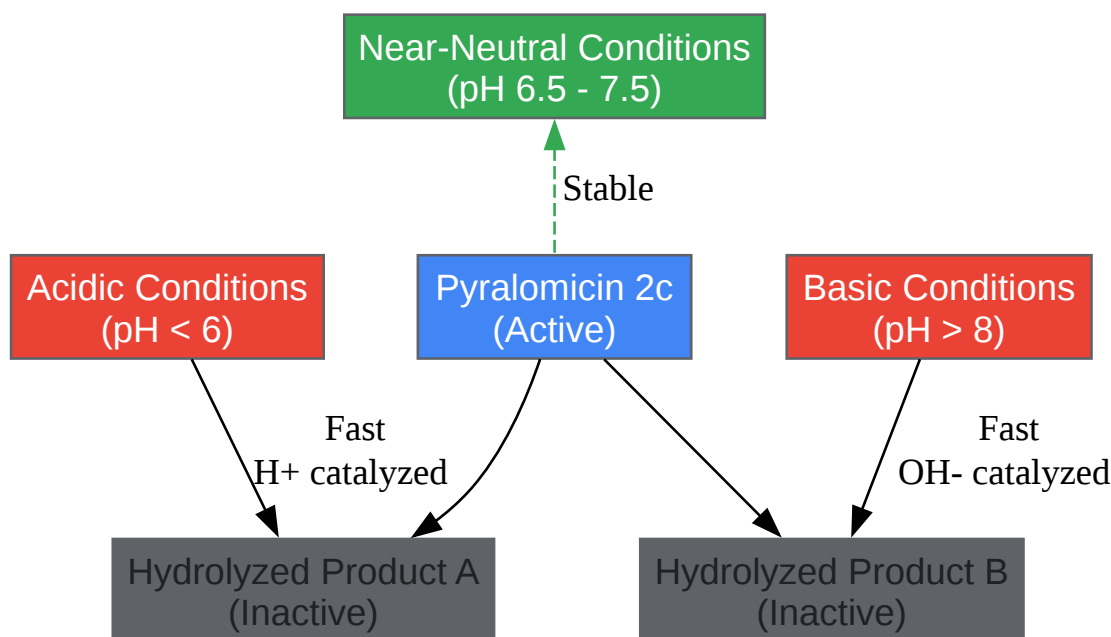 Near-Neutral Conditions
(pH 6.5 - 7.5)
Stable
Acidic Conditions
(pH < 6)
Pyralomicin 2c
(Active)
Basic Conditions
(pH > 8)
Fast
H+ catalyzed
Fast
OH- catalyzed
Hydrolyzed Product A
(Inactive)
Hydrolyzed Product B
(Inactive)